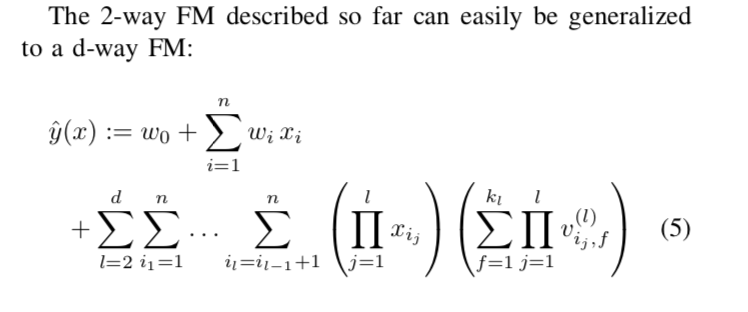 The 2-way FM described so far can easily be generalized
to a d-way FM:
$\hat{y}(x) := w_0 + \sum_{i=1}^{n} w_i x_i$
$+ \sum_{l=2}^{d} \sum_{i_1=1}^{n} \cdots \sum_{i_l=i_{l-1}+1}^{n} \left( \prod_{j=1}^{l} x_{i_j} \right) \left( \sum_{f=1}^{k_l} \prod_{j=1}^{l} v_{i_j,f}^{(l)} \right) \quad (5)$